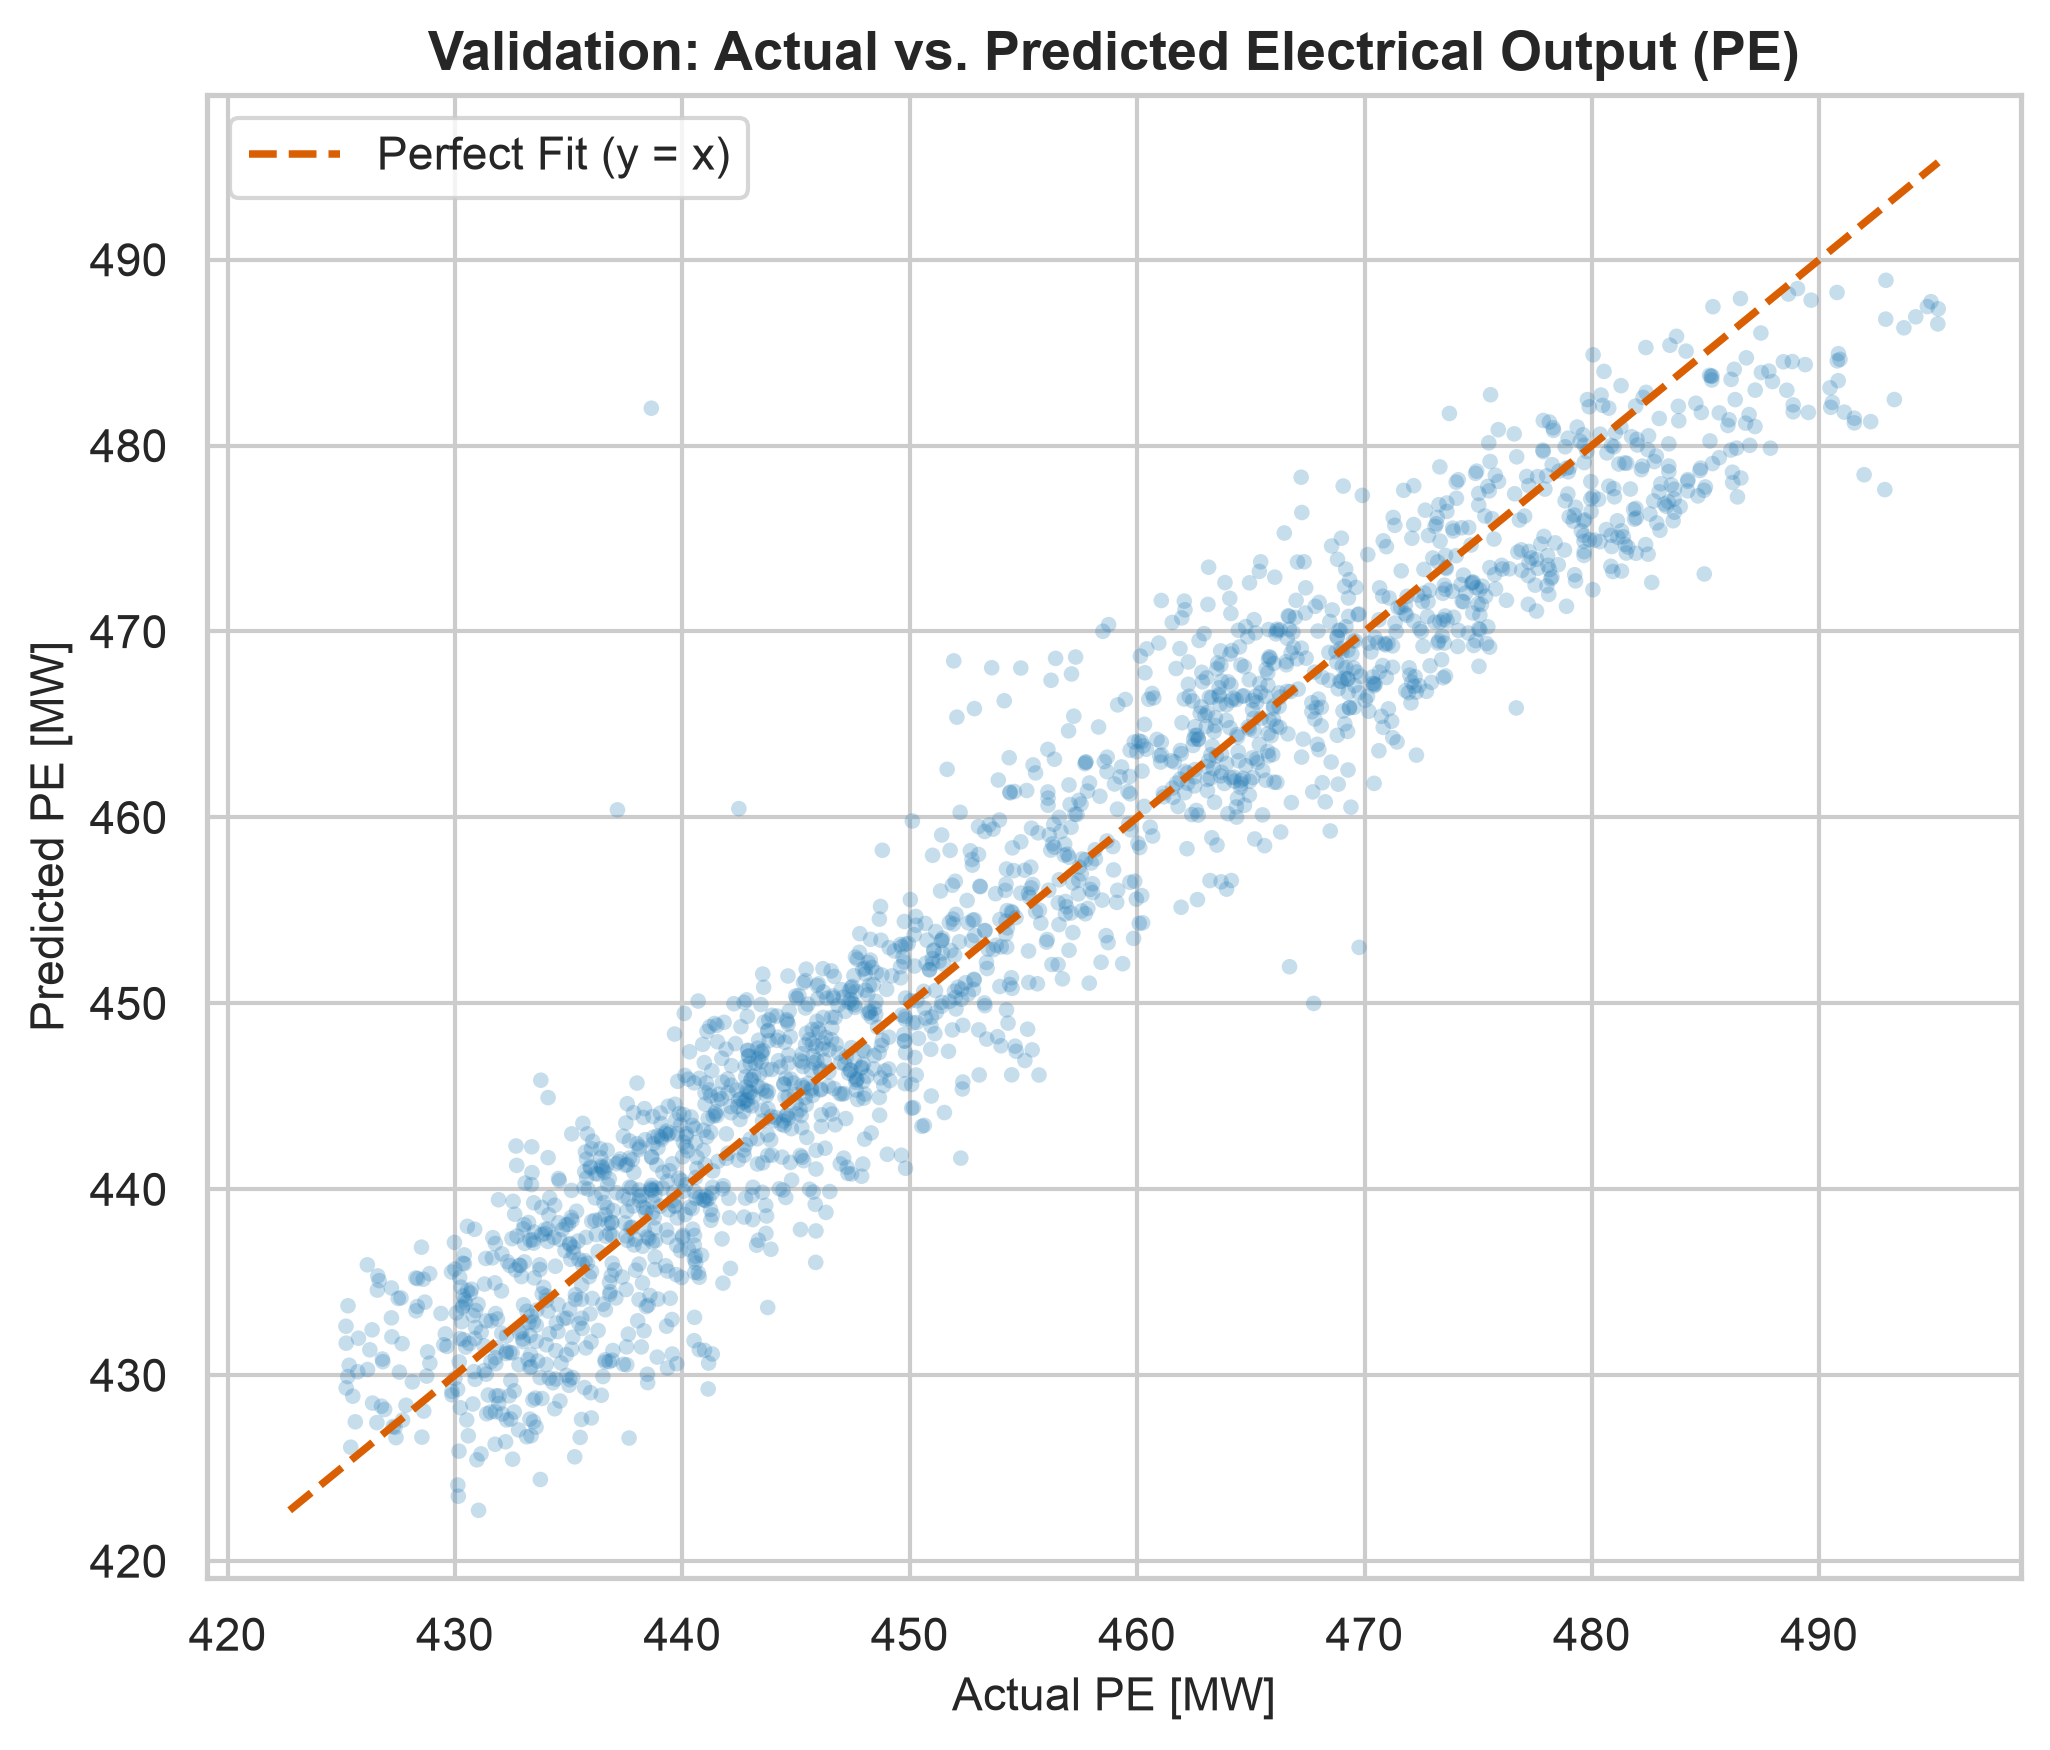 Validation: Actual vs. Predicted Electrical Output (PE)
Perfect Fit (y = x)
490
480
470
460
450
440
430
420
Predicted PE [MW]
420 430 440 450 460 470 480 490
Actual PE [MW]